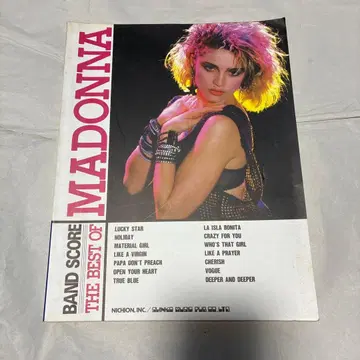 BAND SCORE
THE BEST OF
MADONNA
LUCKY STAR
HOLIDAY
MATERIAL GIRL
LIKE A VIRGIN
PAPA DON'T PREACH
OPEN YOUR HEART
TRUE BLUE
LA ISLA BONITA
CRAZY FOR YOU
WHO'S THAT GIRL
LIKE A PRAYER
CHERISH
VOGUE
DEEPER AND DEEPER
NICHION, INC. /